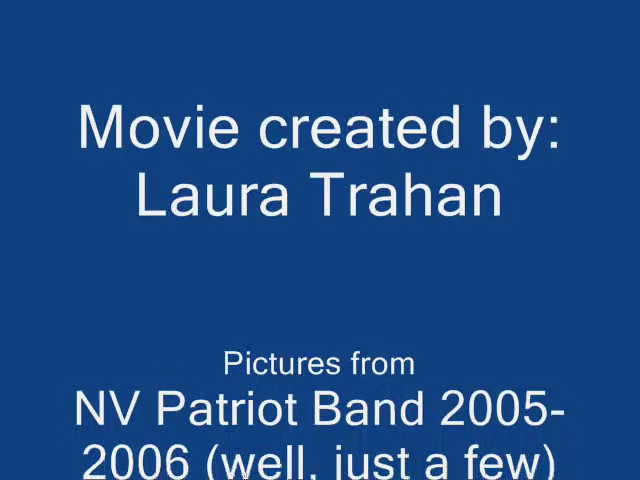 Movie created by:
Laura Trahan
Pictures from
NV Patriot Band 2005-
2006 (well, just a few)